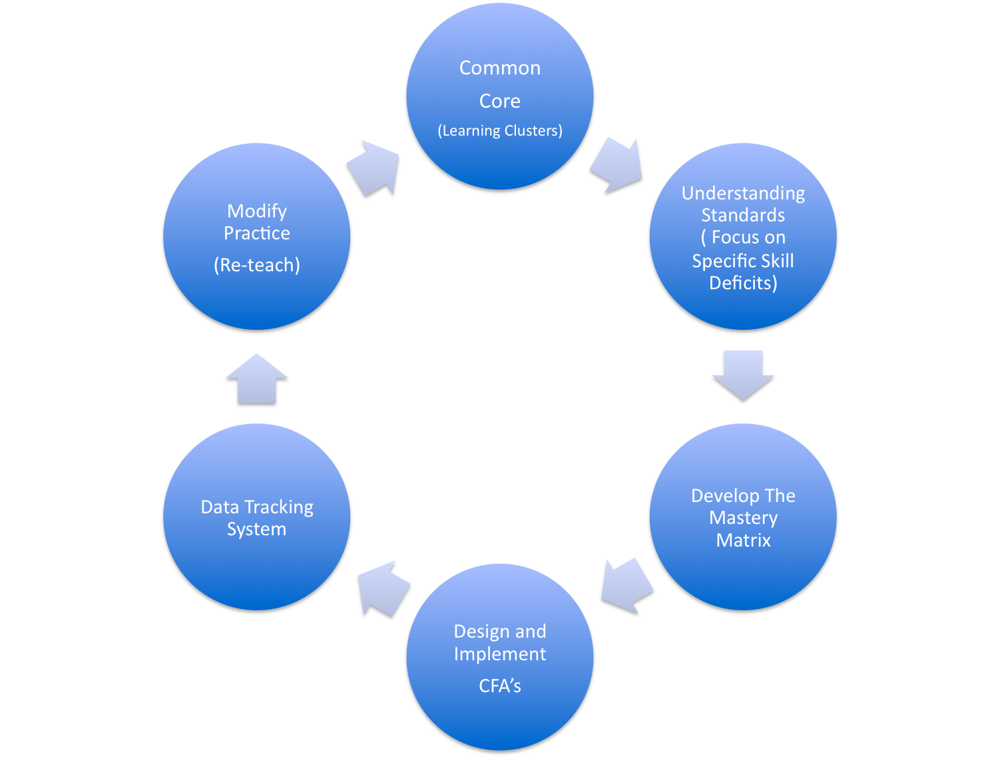 Common
Core
(Learning Clusters)
Understanding
Standards
( Focus on
Specific Skill
Deficits)
Develop The
Mastery
Matrix
Design and
Implement
CFA’s
Data Tracking
System
Modify
Practice
(Re-teach)